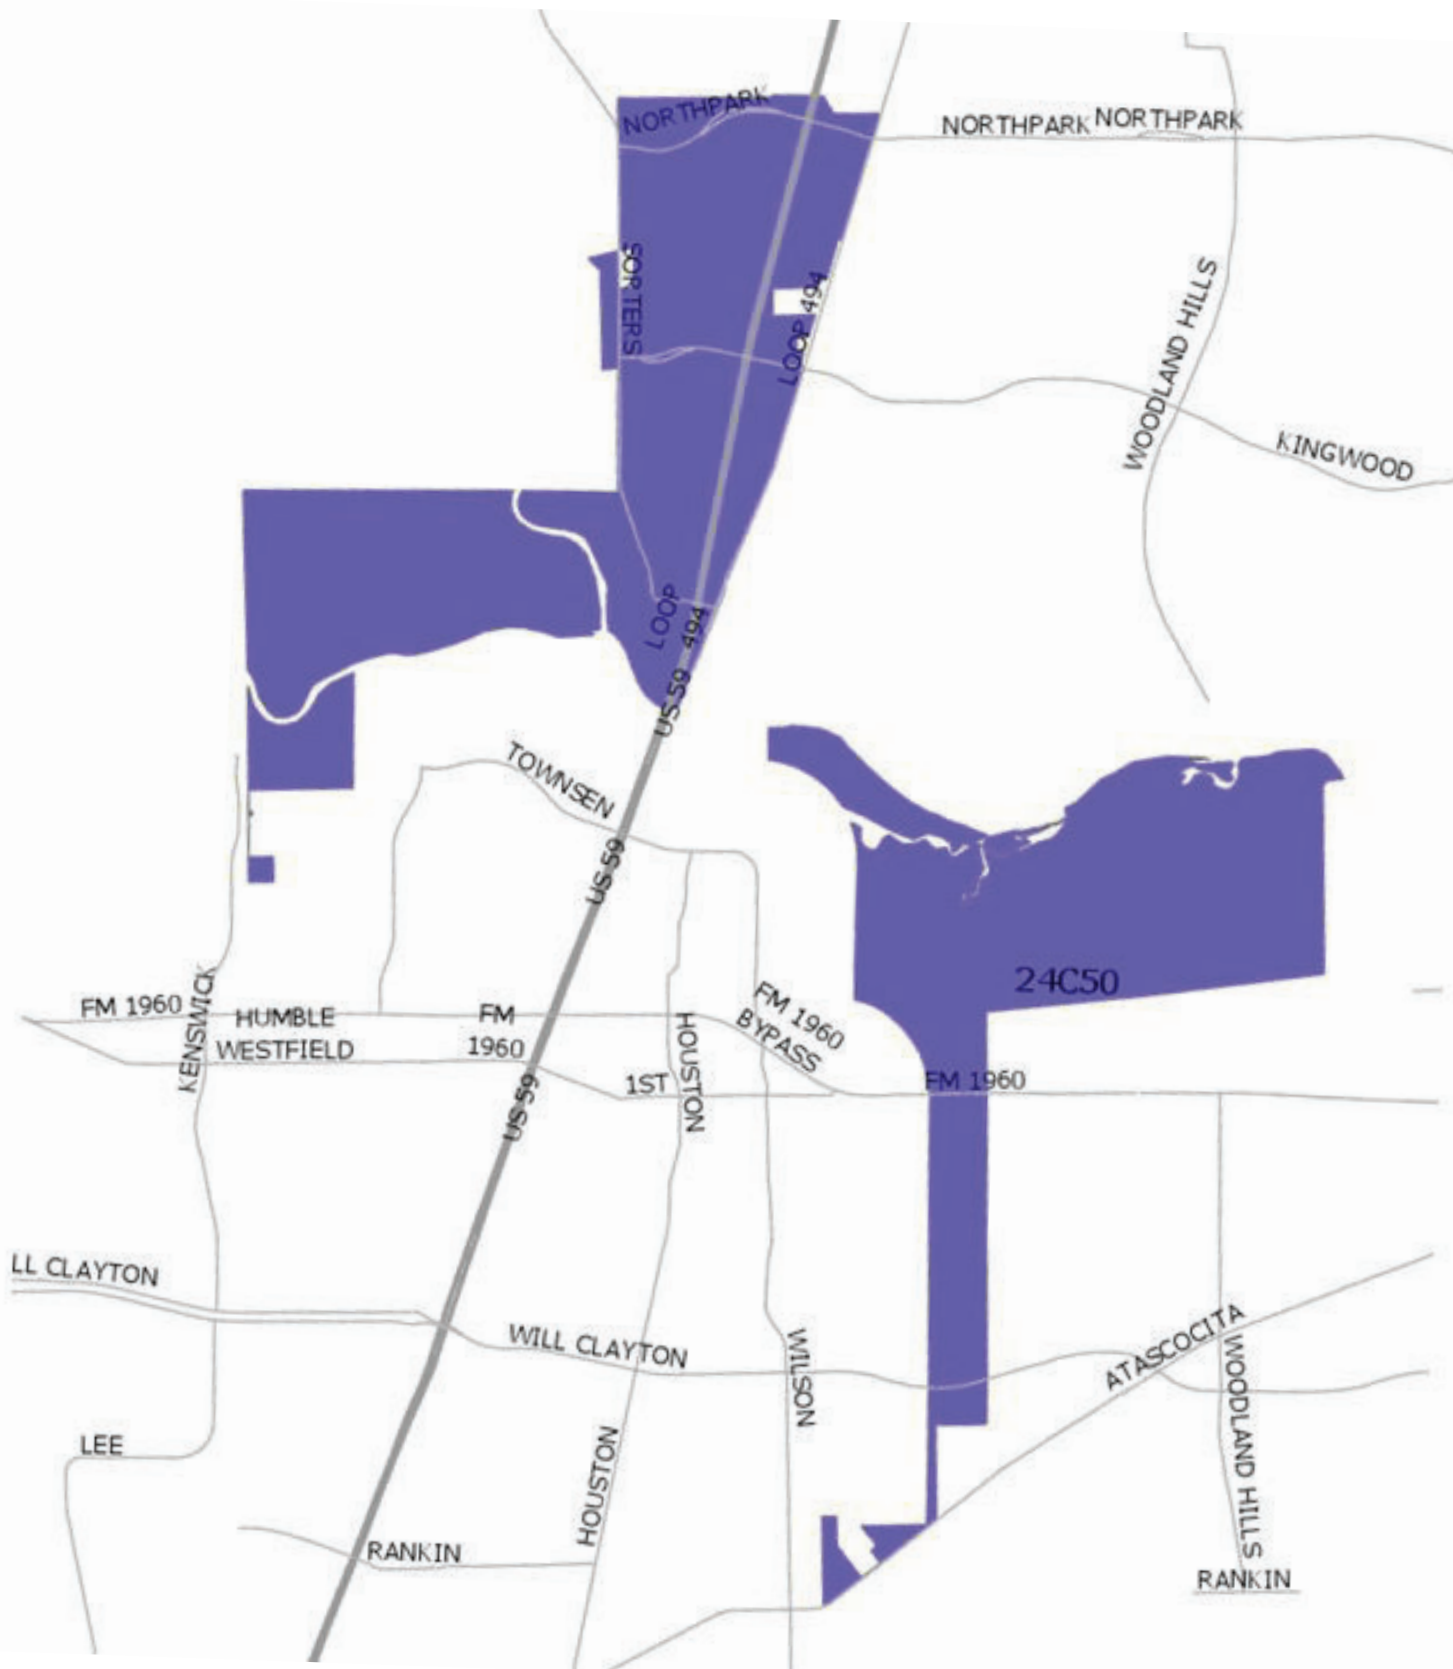 NORTHPARK
NORTHPARK
NORTHPARK
SORTERS
LOOP 494
WOODLAND HILLS
KINGWOOD
LOOP
494
US 59
TOWNSEN
US 59
24C50
KENSWICK
FM 1960
HUMBLE
WESTFIELD
FM
1960
HOUSTON
FM 1960
BYPASS
1ST
FM 1960
US 59
LL CLAYTON
WILL CLAYTON
WILSON
ATASCOCITA
WOODLAND HILLS
LEE
HOUSTON
RANKIN
RANKIN